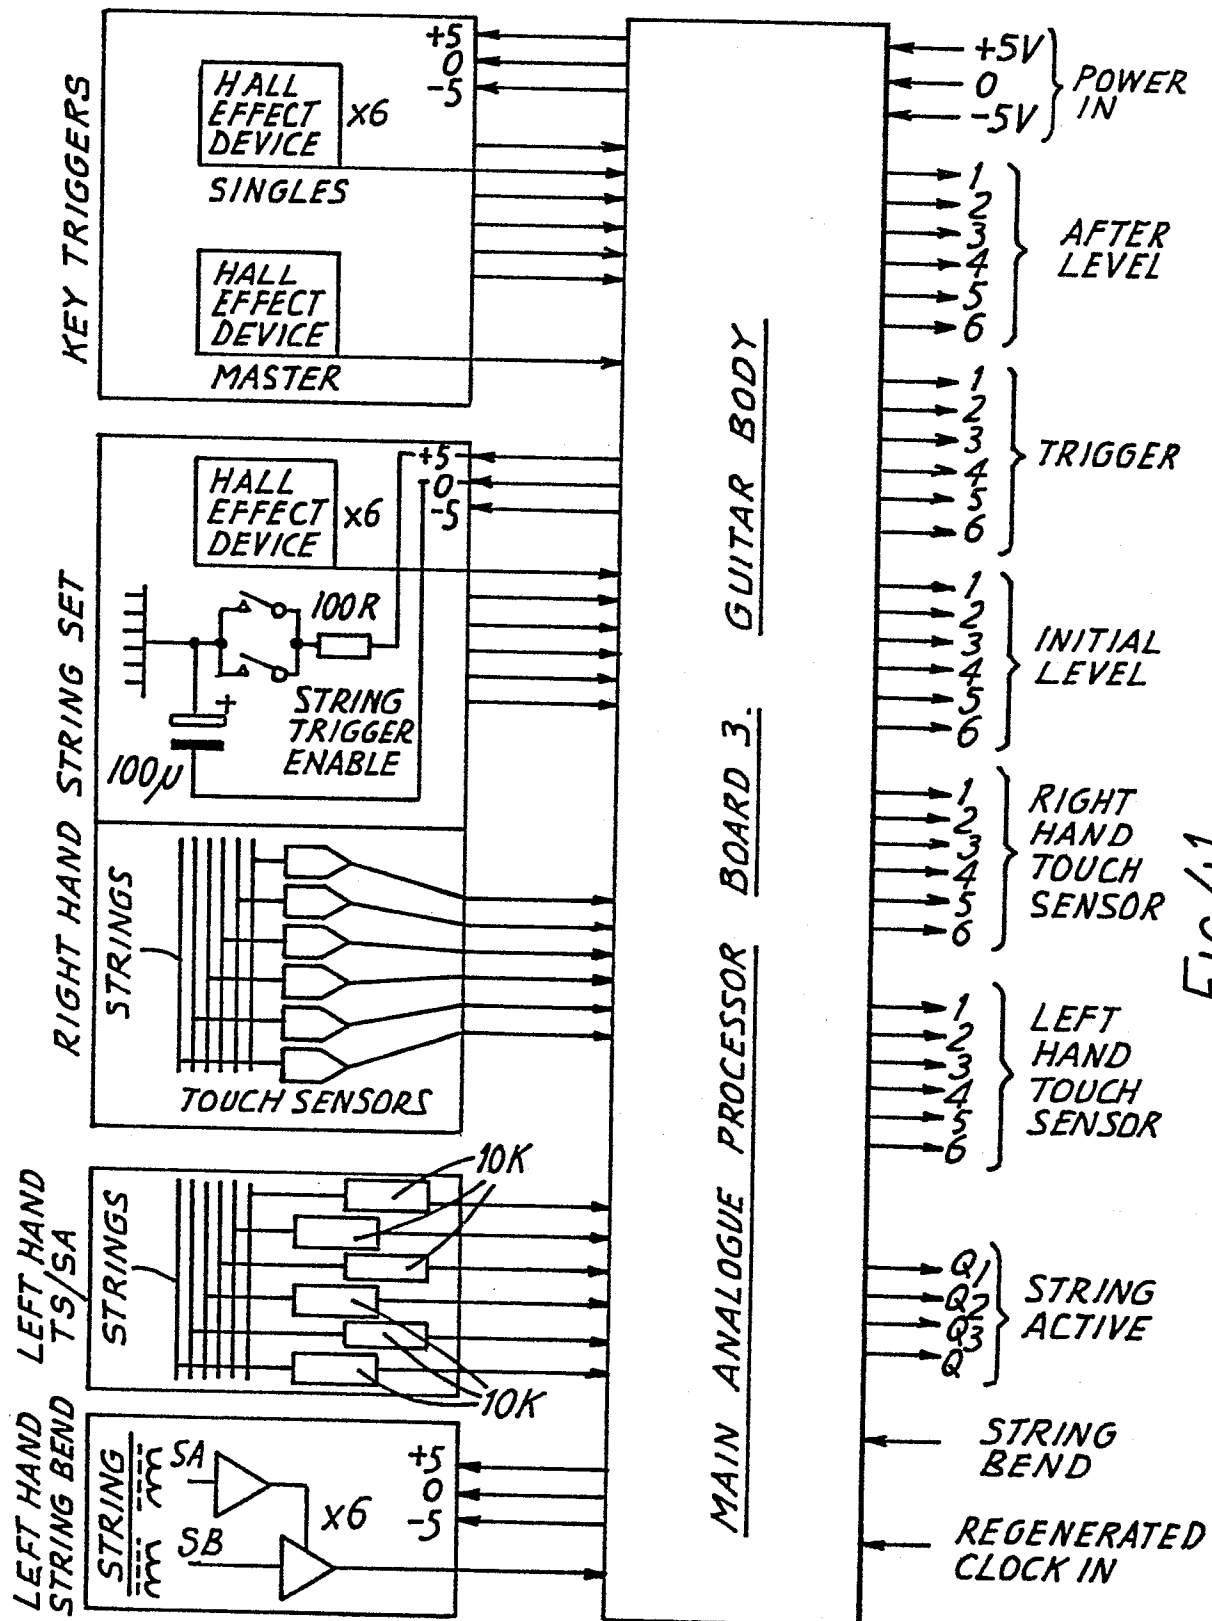 KEY TRIGGERS
HALL
EFFECT
DEVICE
x6
SINGLES
HALL
EFFECT
DEVICE
MASTER
+5
0
-5
RIGHT HAND STRING SET
HALL
EFFECT
DEVICE
x6
+5
0
-5
100R
+
100µ
STRING
TRIGGER
ENABLE
STRINGS
TOUCH SENSORS
LEFT HAND
TS/SA
STRINGS
10K
10K
LEFT HAND
STRING BEND
STRING
SA
SB
x6
+5
0
-5
MAIN ANALOGUE PROCESSOR BOARD 3. GUITAR BODY
+5V
0
-5V
POWER
IN
1
2
3
4
5
6
AFTER
LEVEL
1
2
3
4
5
6
TRIGGER
1
2
3
4
5
6
INITIAL
LEVEL
1
2
3
4
5
6
RIGHT
HAND
TOUCH
SENSOR
1
2
3
4
5
6
LEFT
HAND
TOUCH
SENSOR
Q1
Q2
Q3
Q
STRING
ACTIVE
STRING
BEND
REGENERATED
CLOCK IN